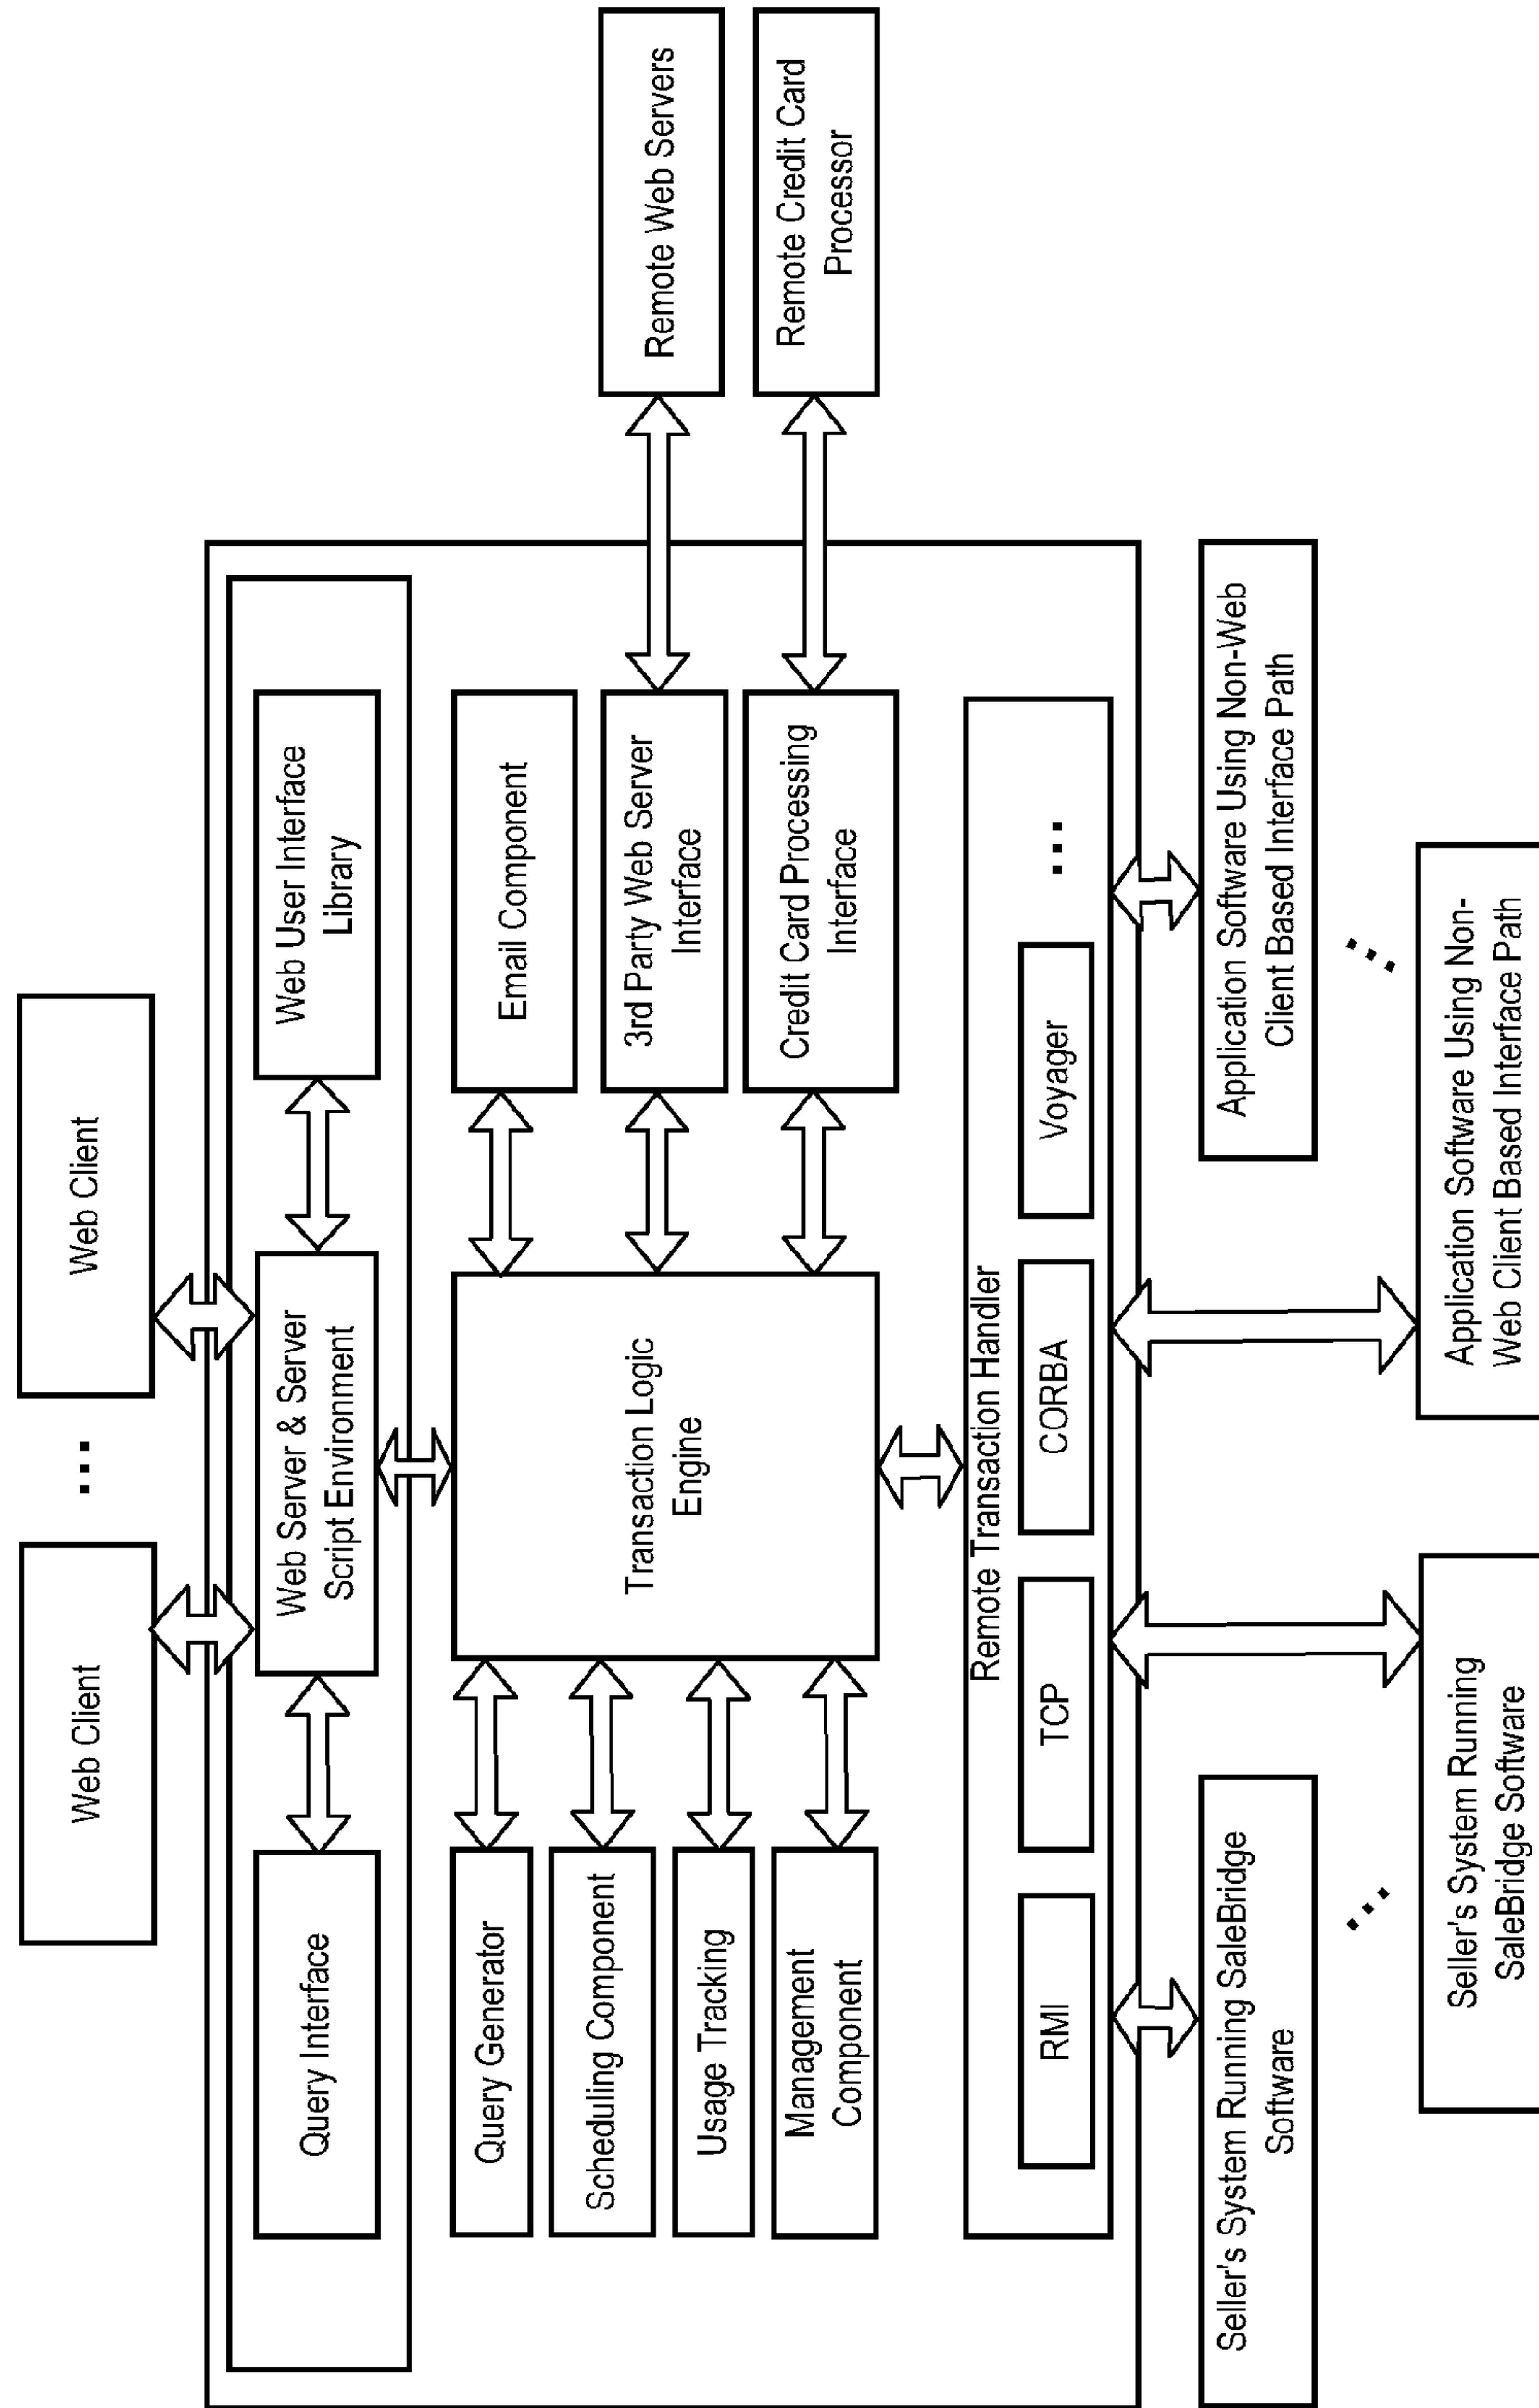 Web Client
...
Web Client
Query Interface
Web Server & Server
Script Environment
Web User Interface
Library
Query Generator
Scheduling Component
Usage Tracking
Management
Component
Transaction Logic
Engine
Email Component
3rd Party Web Server
Interface
Credit Card Processing
Interface
Remote Web Servers
Remote Credit Card
Processor
Remote Transaction Handler
RMI
TCP
CORBA
Voyager
...
Seller's System Running SaleBridge
Software
...
Seller's System Running
SaleBridge Software
Application Software Using Non-Web
Client Based Interface Path
...
Application Software Using Non-
Web Client Based Interface Path